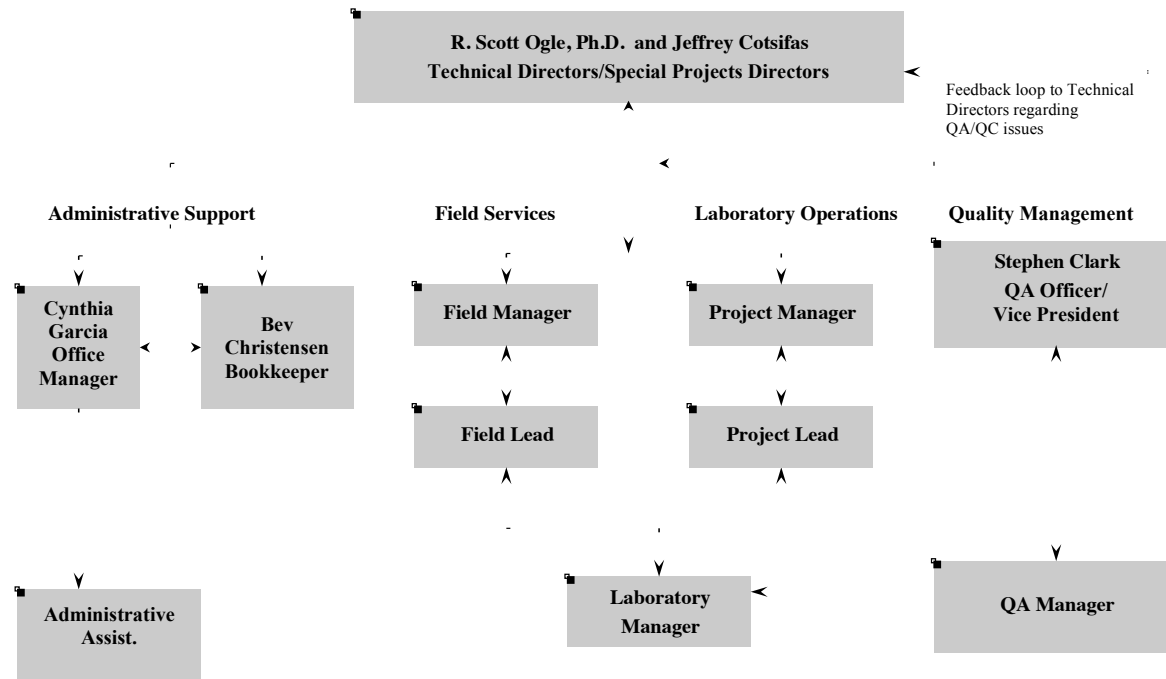 R. Scott Ogle, Ph.D. and Jeffrey Cotsifas
Technical Directors/Special Projects Directors
Feedback loop to Technical
Directors regarding
QA/QC issues
Administrative Support
Field Services
Laboratory Operations
Quality Management
Cynthia
Garcia
Office
Manager
Bev
Christensen
Bookkeeper
Field Manager
Project Manager
Stephen Clark
QA Officer/
Vice President
Field Lead
Project Lead
Administrative
Assist.
Laboratory
Manager
QA Manager